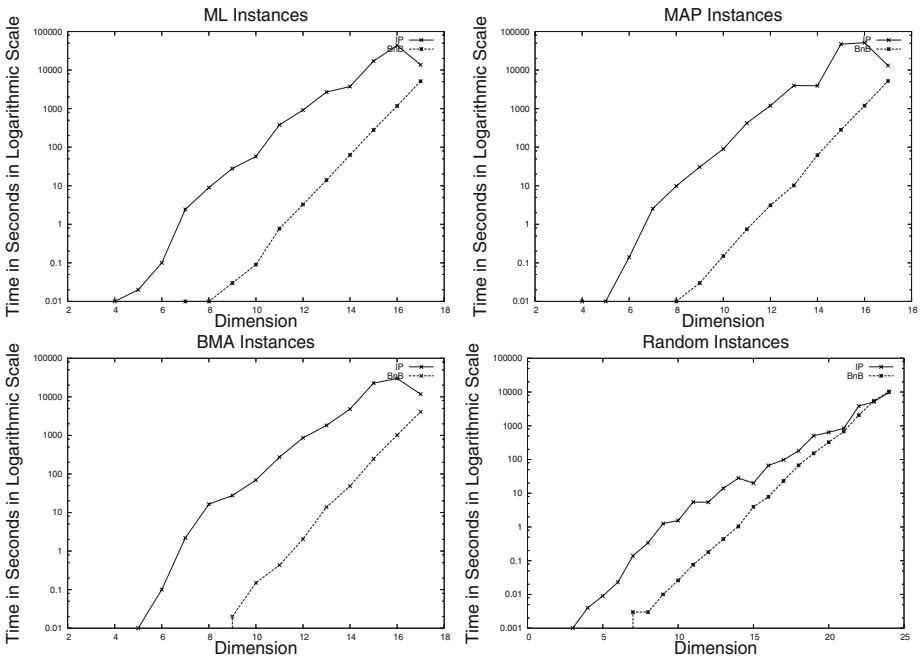 ML Instances
Time in Seconds in Logarithmic Scale
100000
10000
1000
100
10
1
0.1
0.01
2 4 6 8 10 12 14 16 18
Dimension
IP
BnB
MAP Instances
Time in Seconds in Logarithmic Scale
100000
10000
1000
100
10
1
0.1
0.01
2 4 6 8 10 12 14 16 18
Dimension
IP
BnB
BMA Instances
Time in Seconds in Logarithmic Scale
100000
10000
1000
100
10
1
0.1
0.01
2 4 6 8 10 12 14 16 18
Dimension
IP
BnB
Random Instances
Time in Seconds in Logarithmic Scale
100000
10000
1000
100
10
1
0.1
0.01
0.001
0 5 10 15 20 25
Dimension
IP
BnB